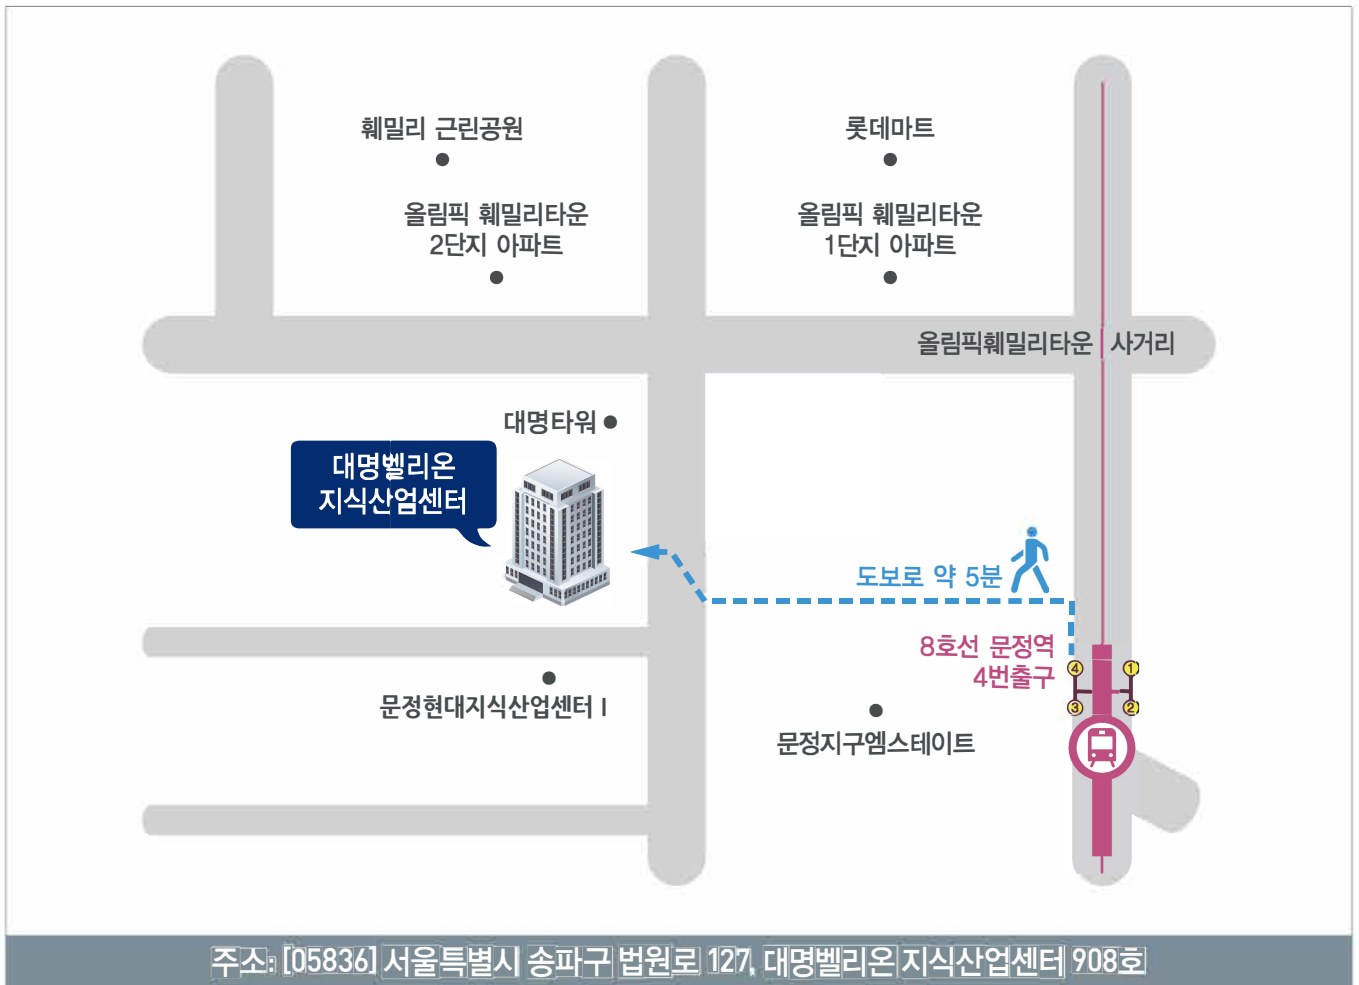 훼밀리 근린공원
롯데마트
올림픽 훼밀리타운
2단지 아파트
올림픽 훼밀리타운
1단지 아파트
올림픽훼밀리타운 사거리
대명타워
대명벨리온
지식산업센터
도보로 약 5분
8호선 문정역
4번출구
4
1
3
2
문정현대지식산업센터 I
문정지구엠스테이트
주소: [05836] 서울특별시 송파구 법원로 127, 대명벨리온 지식산업센터 908호